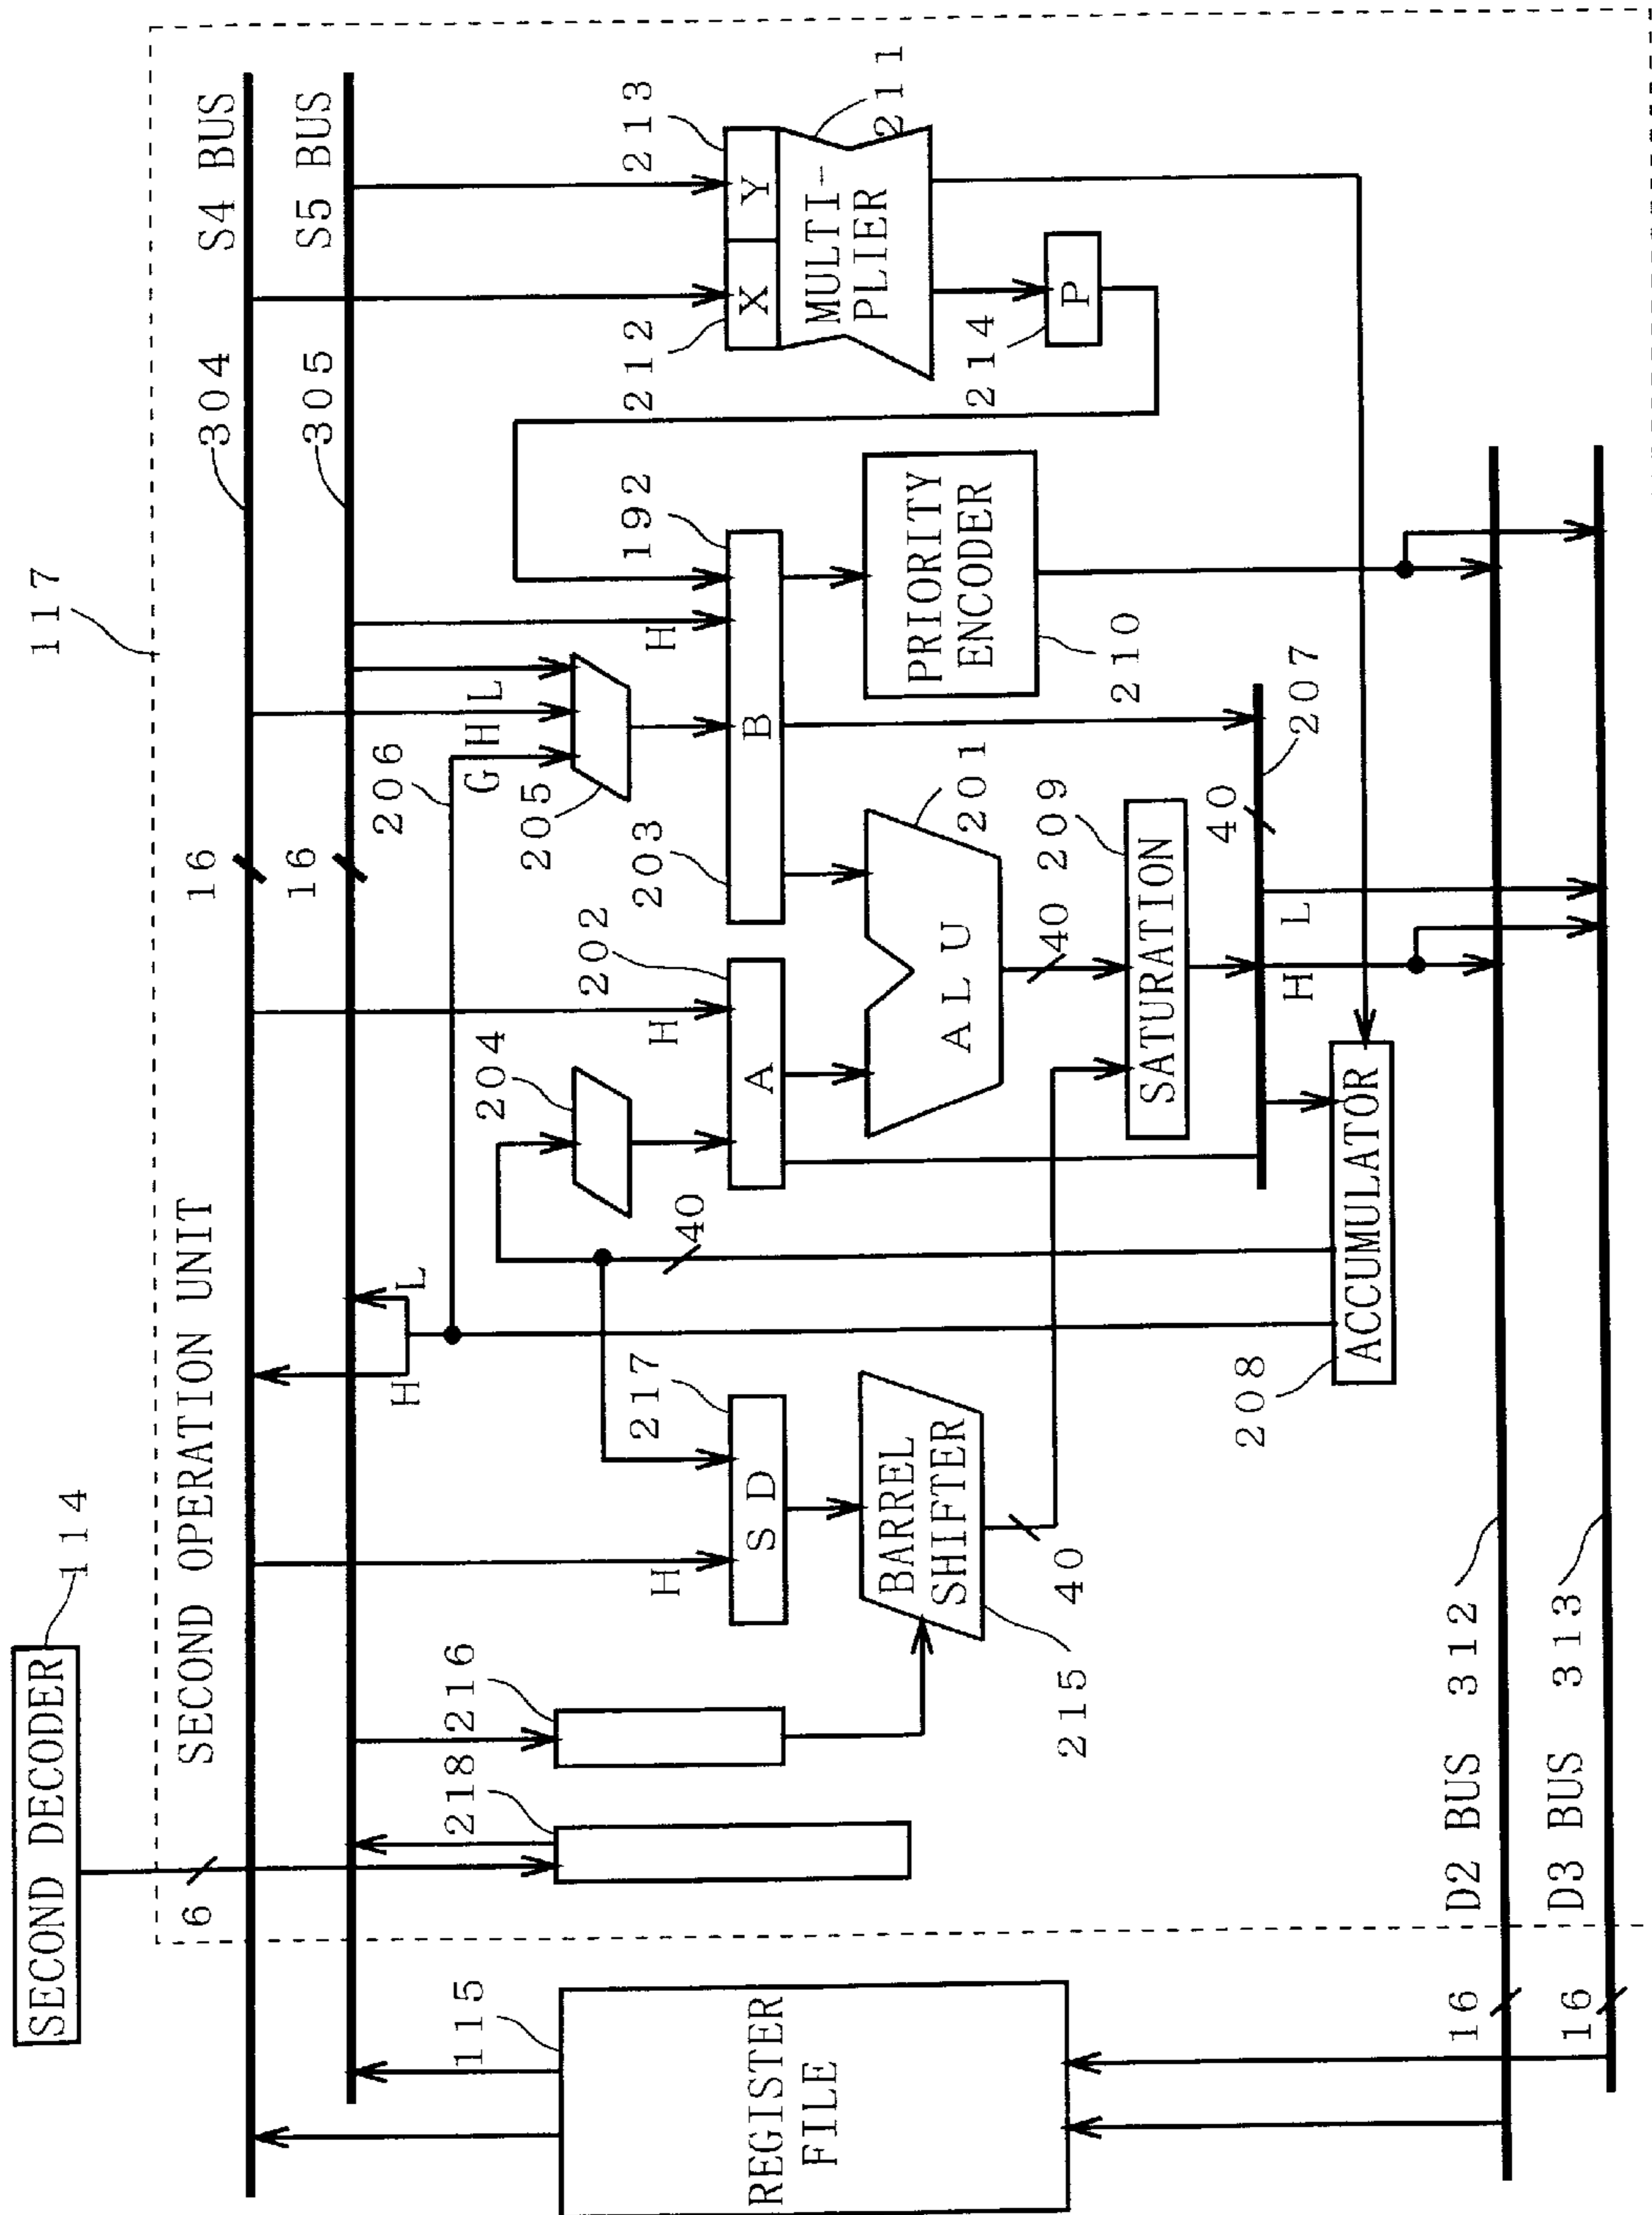 SECOND DECODER
114
117
SECOND OPERATION UNIT
6
16
304
S4 BUS
16
305
S5 BUS
H
L
206
G
H
L
218
216
H
217
204
205
202
H
203
H
192
212
213
X
Y
MULTI-
PLIER
211
214
P
115
REGISTER
FILE
S D
BARREL
SHIFTER
215
40
40
A
B
A L U
201
40
209
SATURATION
PRIORITY
ENCODER
210
40
207
H
L
208
ACCUMULATOR
16
D2 BUS
312
16
D3 BUS
313